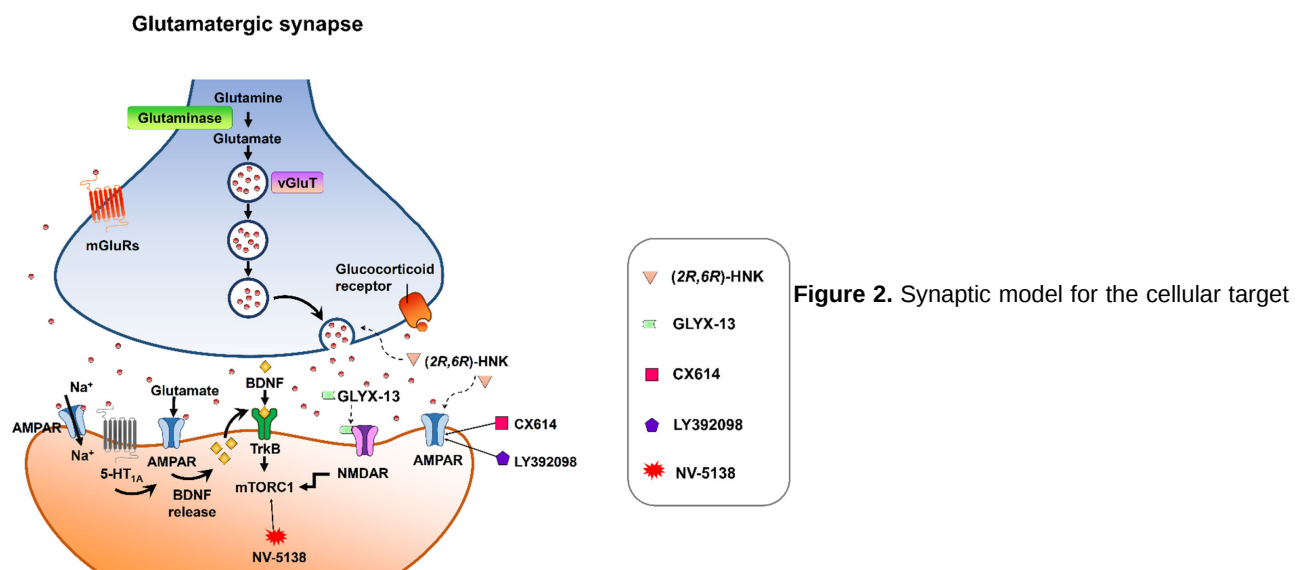 Glutamatergic synapse
Glutamine
Glutaminase
Glutamate
vGluT
mGluRs
Glucocorticoid
receptor
(2R,6R)-HNK
BDNF
Na⁺
Glutamate
GLYX-13
AMPAR
CX614
Na⁺
TrkB
AMPAR
AMPAR
LY392098
5-HT₁A
mTORC1
NMDAR
BDNF
release
NV-5138
(2R,6R)-HNK
GLYX-13
CX614
LY392098
NV-5138
Figure 2. Synaptic model for the cellular target